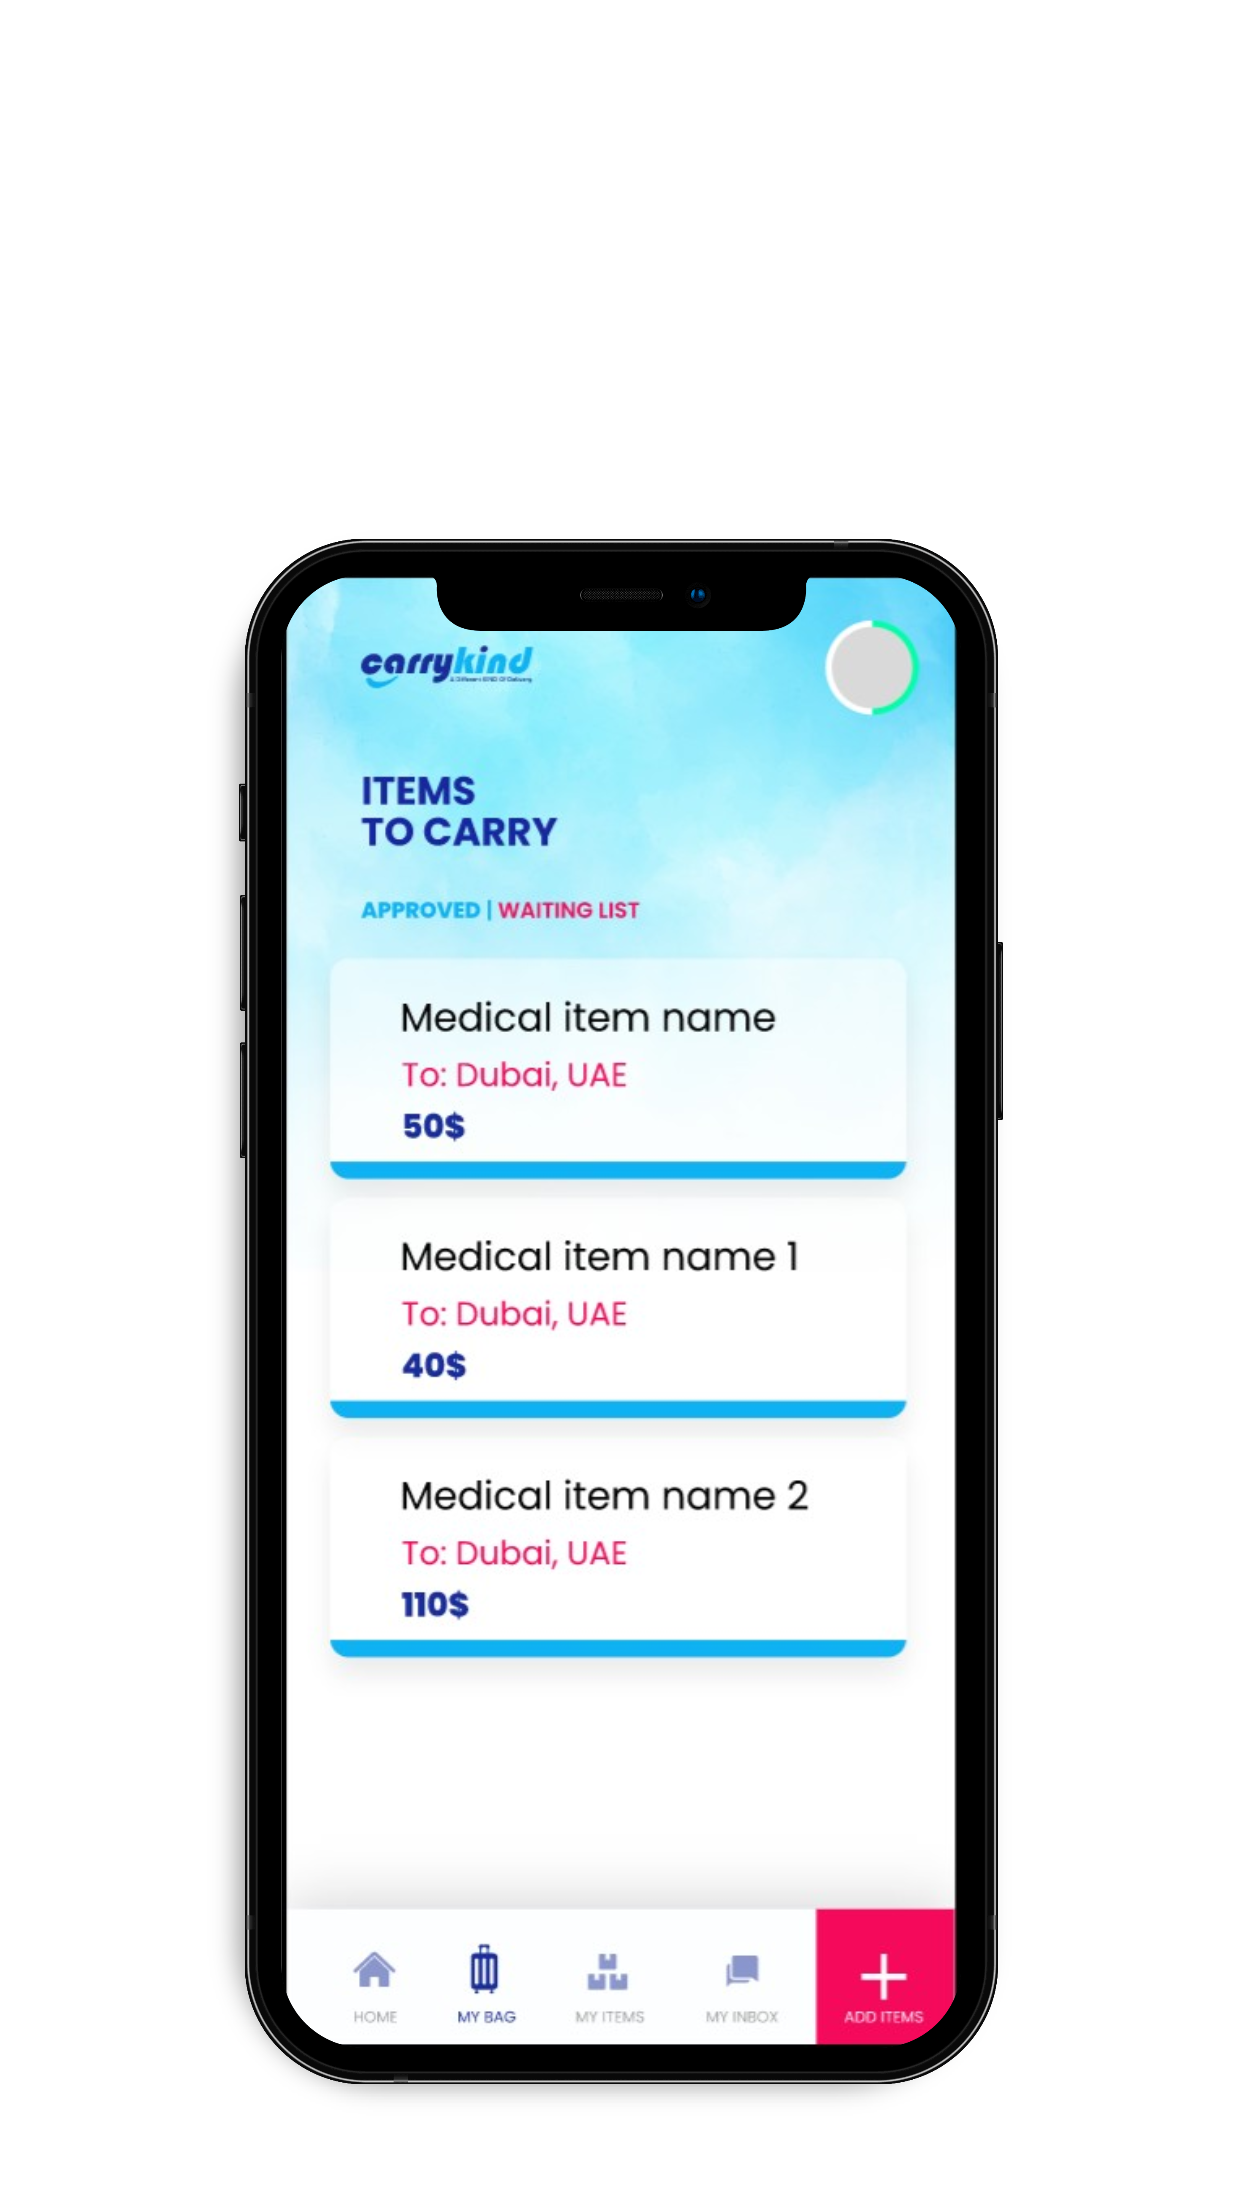 carrykind
A Different KIND Of Delivery
ITEMS
TO CARRY
APPROVED | WAITING LIST
Medical item name
To: Dubai, UAE
50$
Medical item name 1
To: Dubai, UAE
40$
Medical item name 2
To: Dubai, UAE
110$
HOME
MY BAG
MY ITEMS
MY INBOX
ADD ITEMS